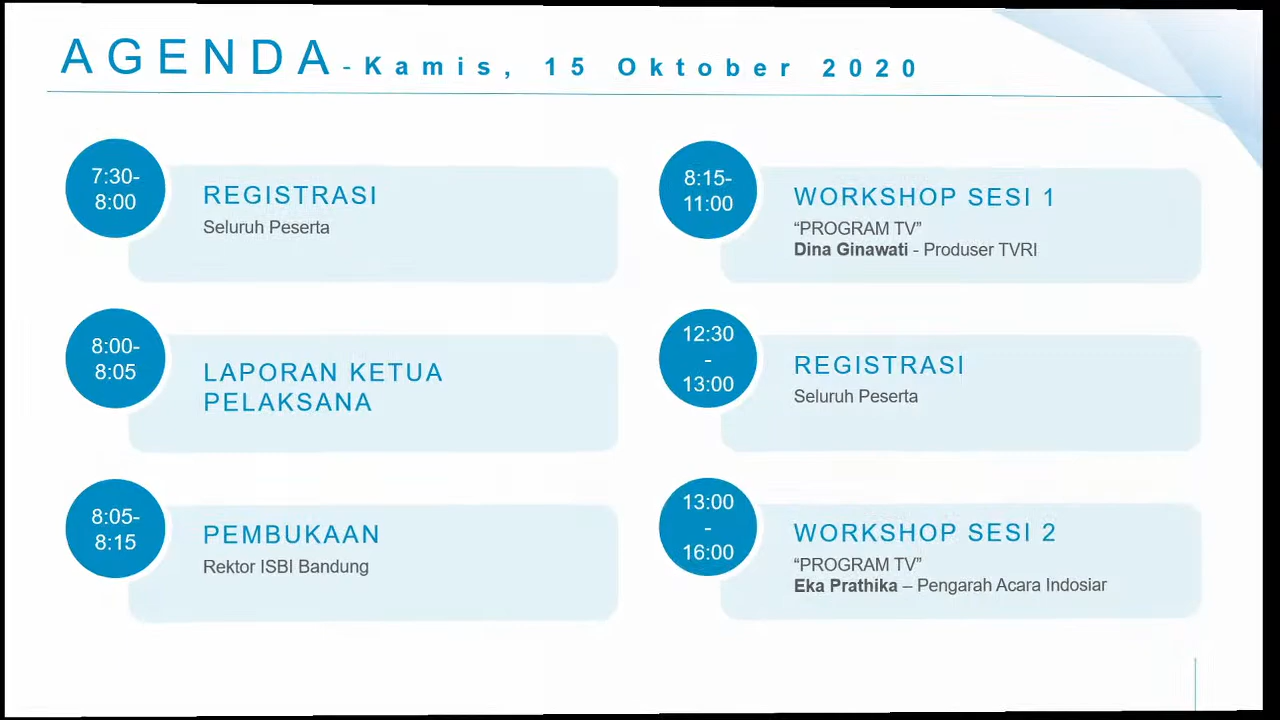 AGENDA - Kamis, 15 Oktober 2020
7:30-
8:00
REGISTRASI
Seluruh Peserta
8:00-
8:05
LAPORAN KETUA
PELAKSANA
8:05-
8:15
PEMBUKAAN
Rektor ISBI Bandung
8:15-
11:00
WORKSHOP SESI 1
“PROGRAM TV”
Dina Ginawati - Produser TVRI
12:30
-
13:00
REGISTRASI
Seluruh Peserta
13:00
-
16:00
WORKSHOP SESI 2
“PROGRAM TV”
Eka Prathika – Pengarah Acara Indosiar